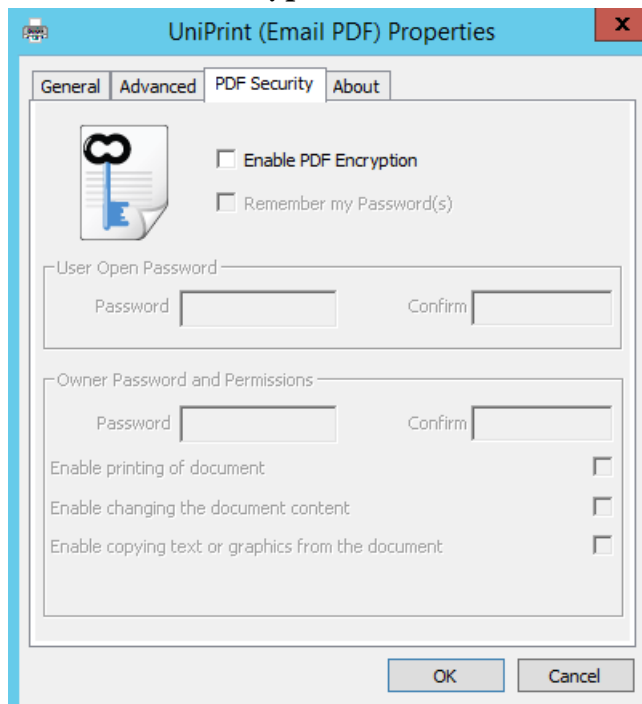 UniPrint (Email PDF) Properties
x
General Advanced PDF Security About
Enable PDF Encryption
Remember my Password(s)
User Open Password
Password Confirm
Owner Password and Permissions
Password Confirm
Enable printing of document
Enable changing the document content
Enable copying text or graphics from the document
OK Cancel